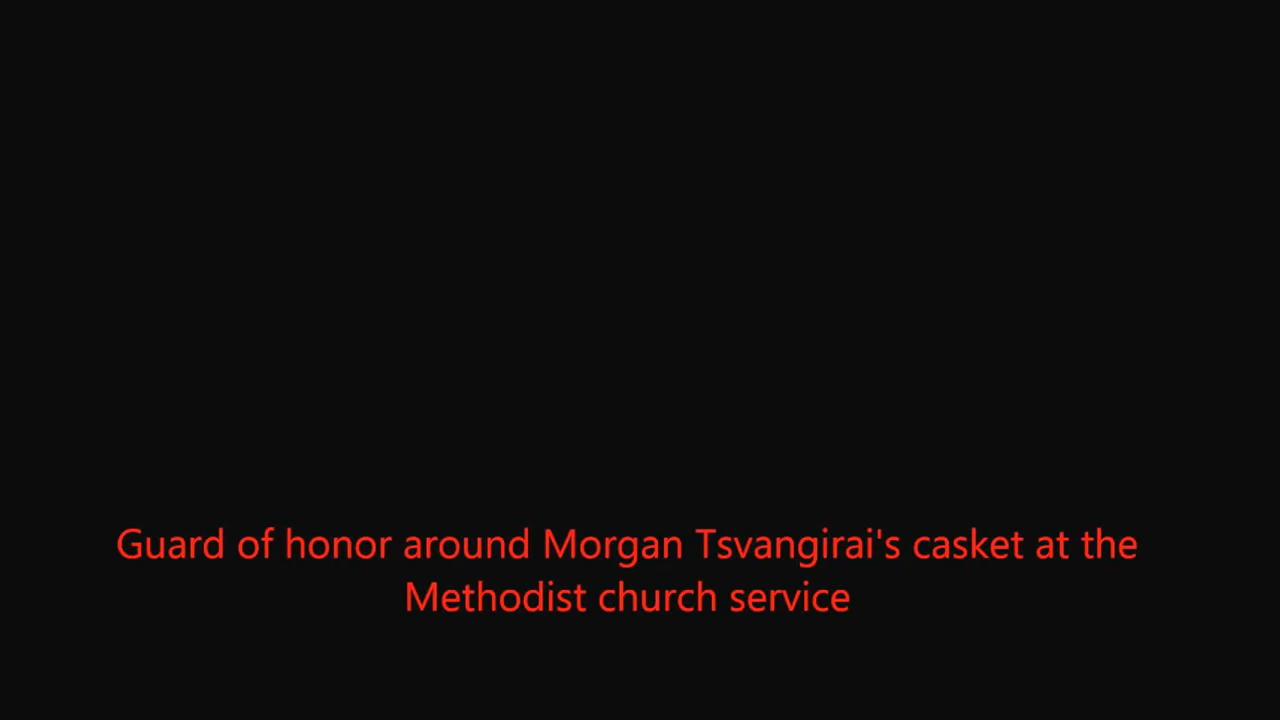 Guard of honor around Morgan Tsvangirai's casket at the
Methodist church service